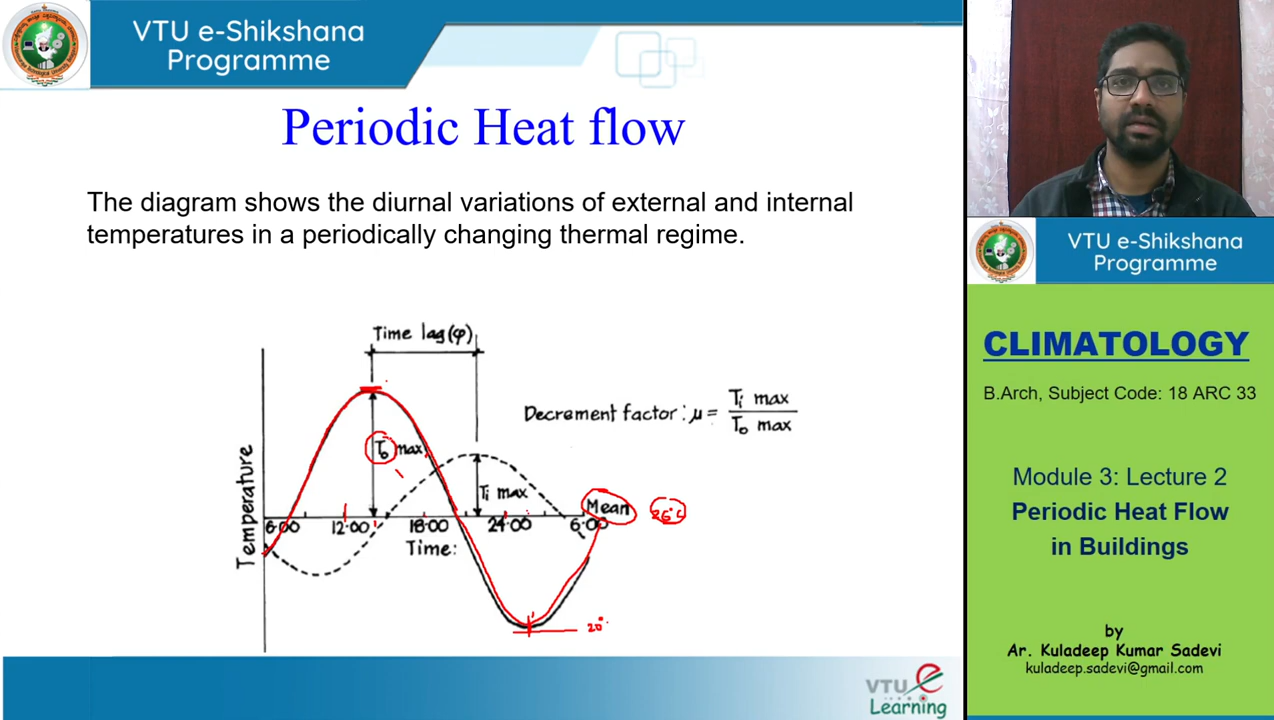 VTU e-Shikshana
Programme
Periodic Heat flow
The diagram shows the diurnal variations of external and internal
temperatures in a periodically changing thermal regime.
Time lag (φ)
Decrement factor: μ = Ti max / To max
To max
Ti max
Mean
26°C
6:00 12:00 18:00 24:00 6:00
Time:
Temperature
20°
VTU e-Shikshana
Programme
CLIMATOLOGY
B.Arch, Subject Code: 18 ARC 33
Module 3: Lecture 2
Periodic Heat Flow
in Buildings
by
Ar. Kuladeep Kumar Sadevi
kuladeep.sadevi@gmail.com
VTU e
Learning